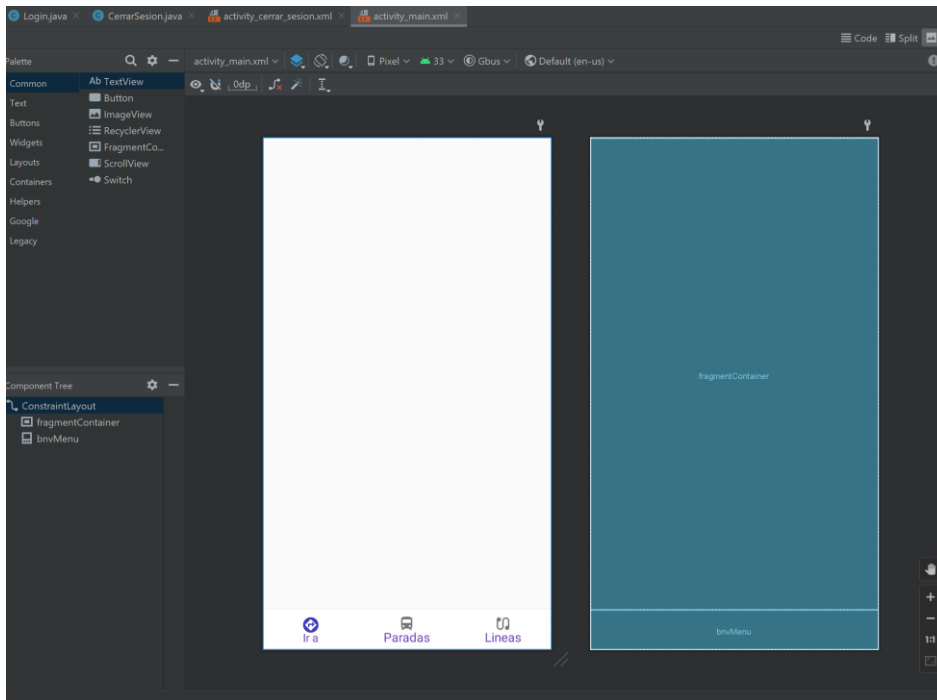 Login.java
CerrarSesion.java
activity_cerrar_sesion.xml
activity_main.xml
Code
Split
Palette
activity_main.xml
Pixel
33
Gbus
Default (en-us)
Common
Text
Buttons
Widgets
Layouts
Containers
Helpers
Google
Legacy
Ab TextView
Button
ImageView
RecyclerView
FragmentCo...
ScrollView
Switch
0dp
Component Tree
ConstraintLayout
fragmentContainer
bnvMenu
Ir a
Paradas
Lineas
fragmentContainer
bnvMenu
1:1